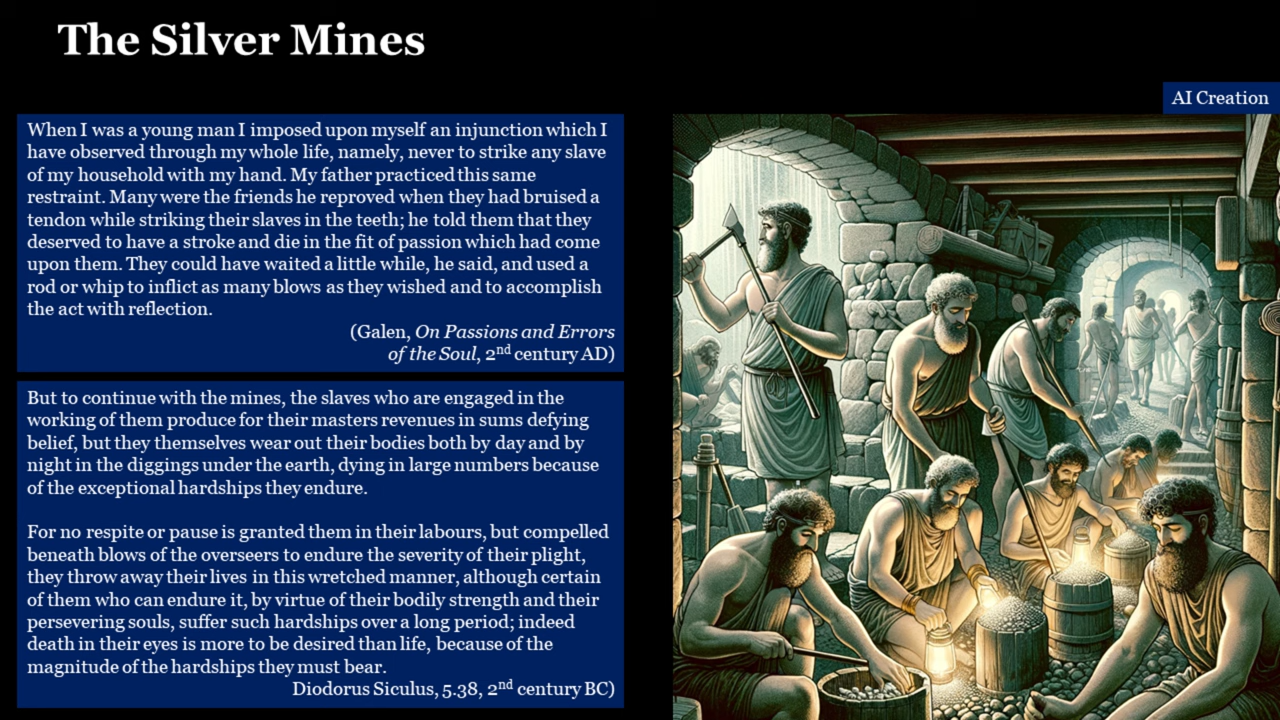 The Silver Mines
AI Creation
When I was a young man I imposed upon myself an injunction which I
have observed through my whole life, namely, never to strike any slave
of my household with my hand. My father practiced this same
restraint. Many were the friends he reproved when they had bruised a
tendon while striking their slaves in the teeth; he told them that they
deserved to have a stroke and die in the fit of passion which had come
upon them. They could have waited a little while, he said, and used a
rod or whip to inflict as many blows as they wished and to accomplish
the act with reflection.
(Galen, On Passions and Errors
of the Soul, 2nd century AD)
But to continue with the mines, the slaves who are engaged in the
working of them produce for their masters revenues in sums defying
belief, but they themselves wear out their bodies both by day and by
night in the diggings under the earth, dying in large numbers because
of the exceptional hardships they endure.
For no respite or pause is granted them in their labours, but compelled
beneath blows of the overseers to endure the severity of their plight,
they throw away their lives in this wretched manner, although certain
of them who can endure it, by virtue of their bodily strength and their
persevering souls, suffer such hardships over a long period; indeed
death in their eyes is more to be desired than life, because of the
magnitude of the hardships they must bear.
Diodorus Siculus, 5.38, 2nd century BC)